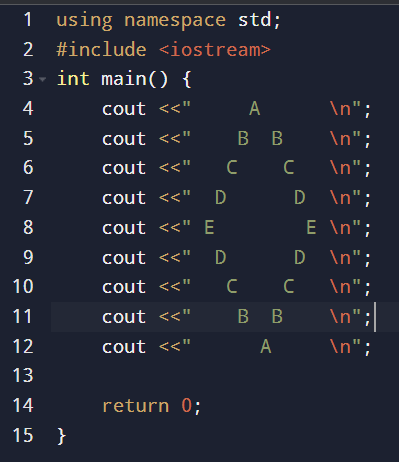 1 using namespace std;
2 #include <iostream>
3 int main() {
4     cout <<"     A      \n";
5     cout <<"    B  B    \n";
6     cout <<"   C    C   \n";
7     cout <<"  D      D  \n";
8     cout <<" E        E \n";
9     cout <<"  D      D  \n";
10     cout <<"   C    C   \n";
11     cout <<"    B  B    \n";
12     cout <<"      A     \n";
13
14     return 0;
15 }